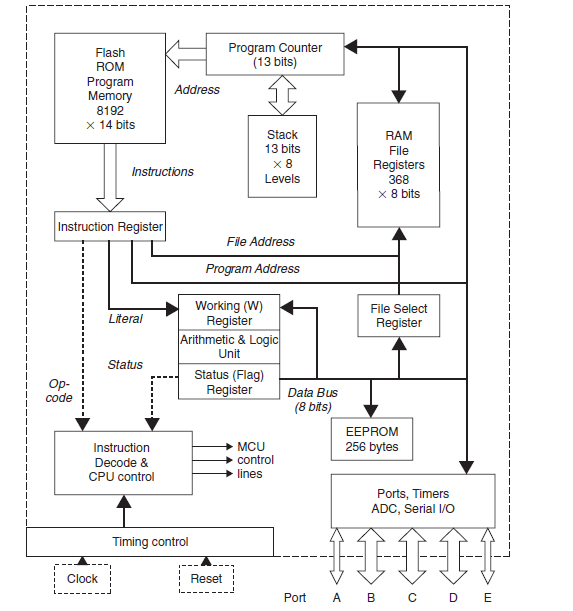 Flash
ROM
Program
Memory
8192
× 14 bits
Program Counter
(13 bits)
Address
Stack
13 bits
× 8
Levels
RAM
File
Registers
368
× 8 bits
Instructions
Instruction Register
File Address
Program Address
Literal
Working (W)
Register
Arithmetic & Logic
Unit
Status (Flag)
Register
File Select
Register
Status
Op-
code
Data Bus
(8 bits)
EEPROM
256 bytes
Instruction
Decode &
CPU control
MCU
control
lines
Ports, Timers
ADC, Serial I/O
Timing control
Clock
Reset
Port A B C D E